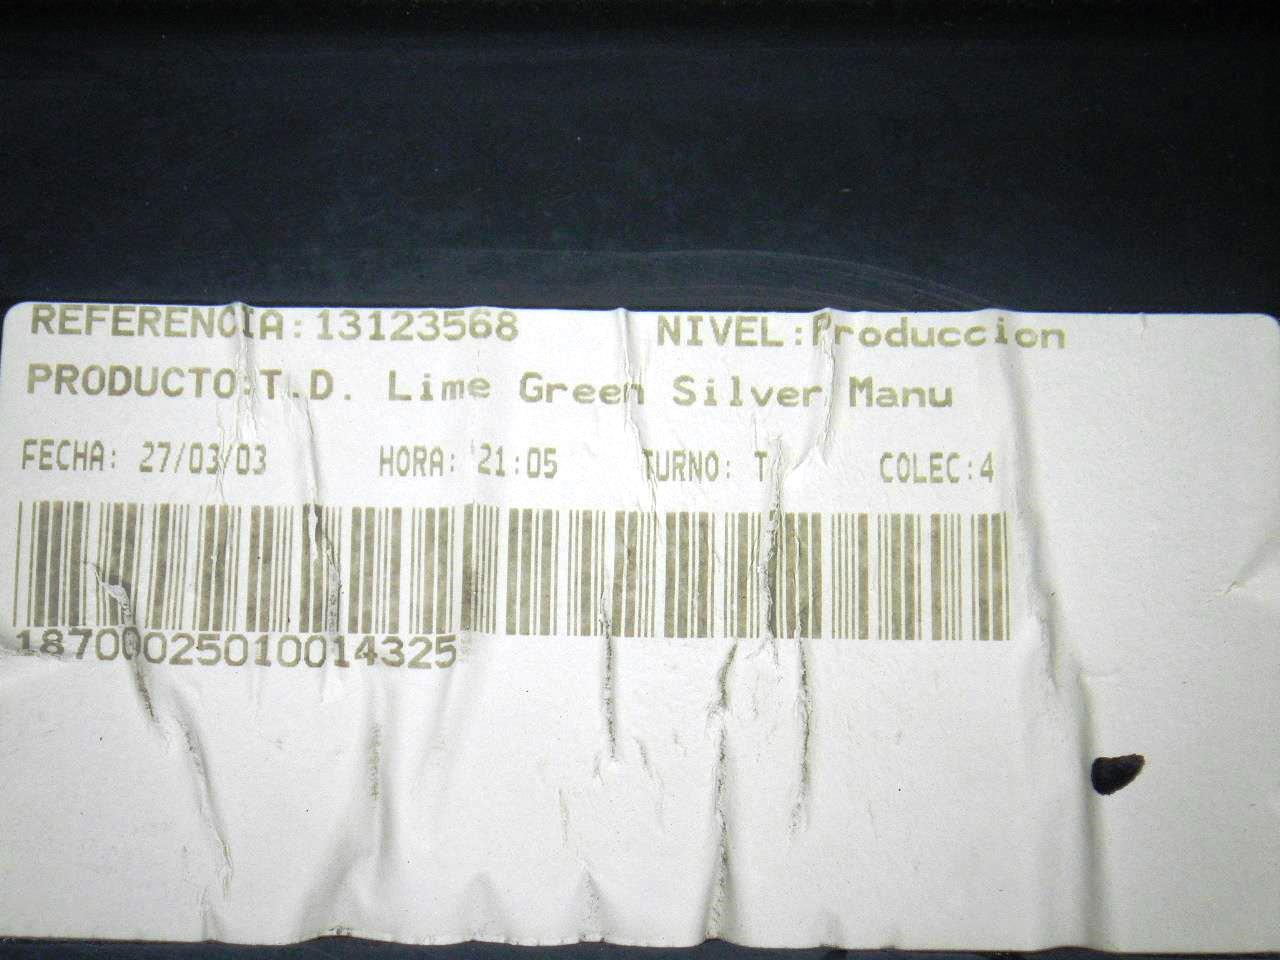 REFERENCIA:13123568 NIVEL:Produccion
PRODUCTO:T.D. Lime Green Silver Manu
FECHA: 27/03/03 HORA: 21:05 TURNO: T COLEC:4
18700025010014325